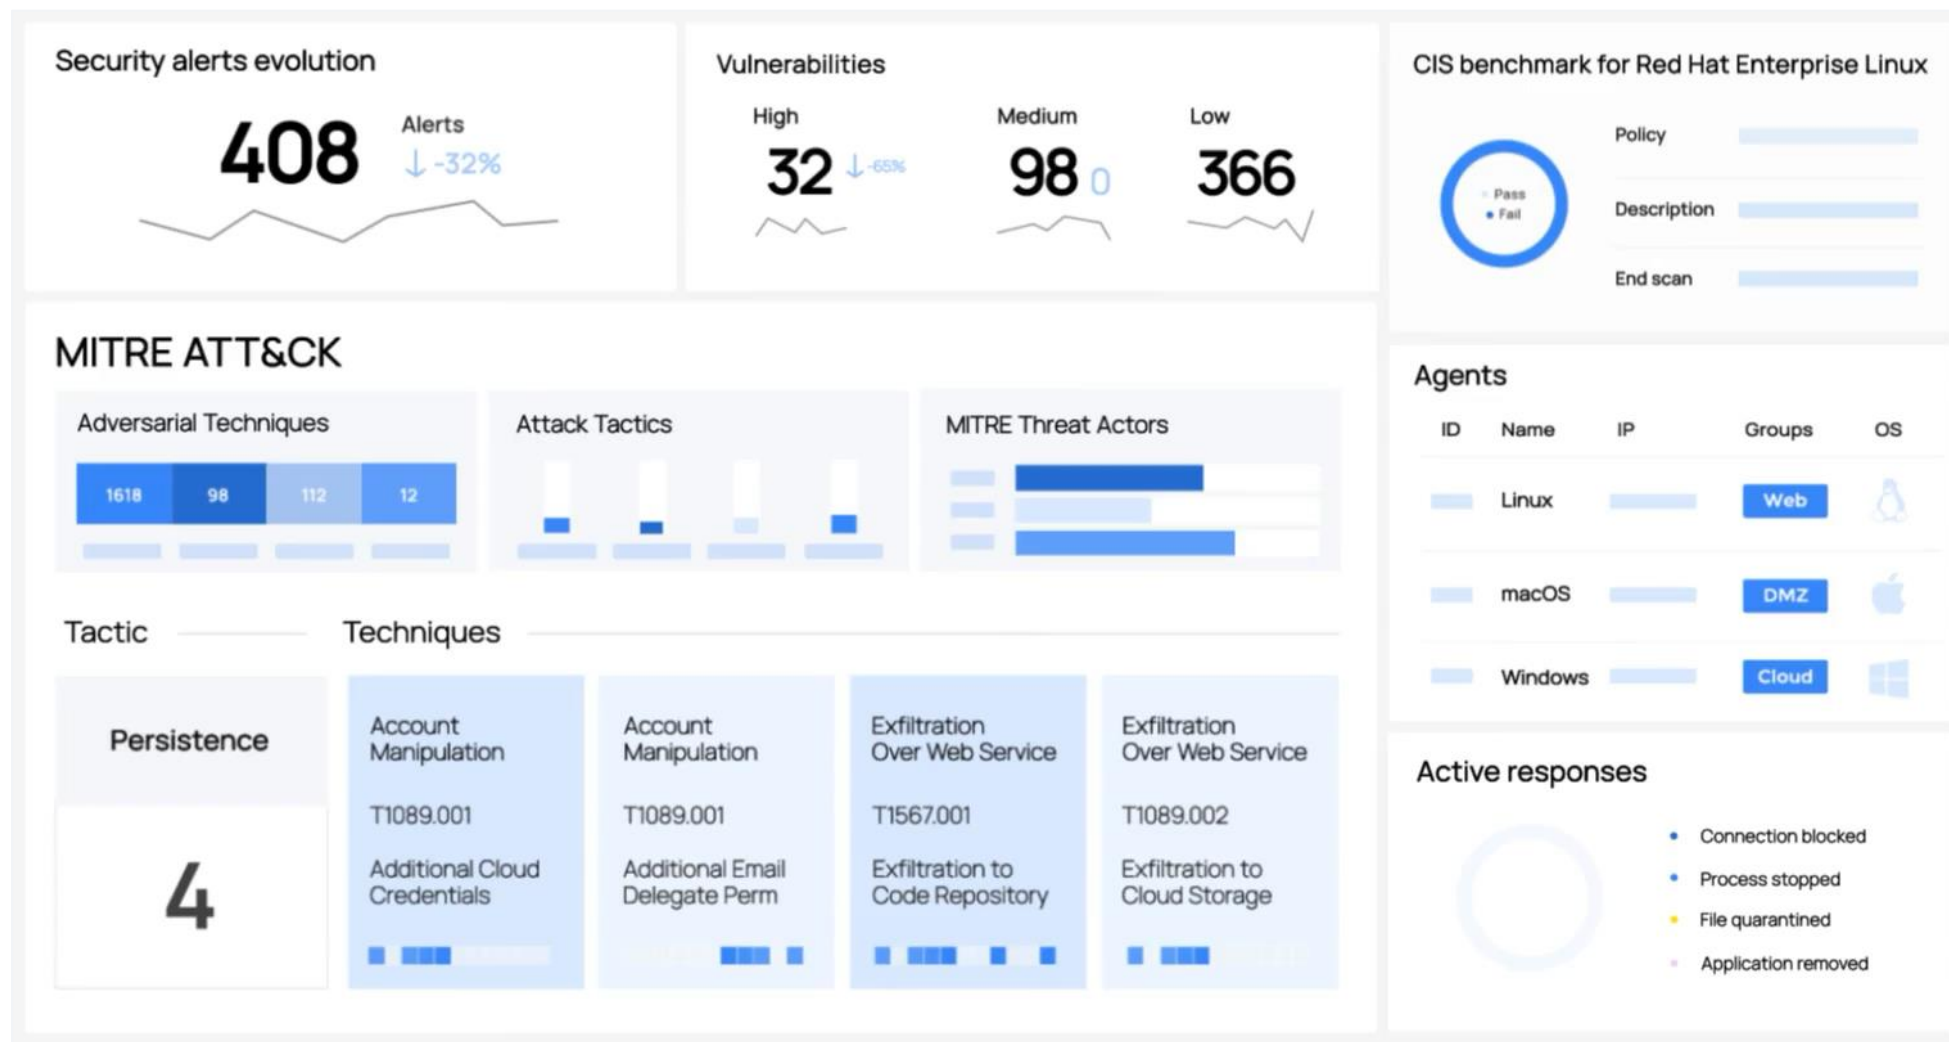 Security alerts evolution
408
Alerts
↓ -32%
Vulnerabilities
High
32 ↓ -65%
Medium
98 0
Low
366
CIS benchmark for Red Hat Enterprise Linux
Pass
Fail
Policy
Description
End scan
MITRE ATT&CK
Adversarial Techniques
1618 98 112 12
Attack Tactics
MITRE Threat Actors
Tactic
Techniques
Persistence
4
Account
Manipulation
T1089.001
Additional Cloud
Credentials
Account
Manipulation
T1089.001
Additional Email
Delegate Perm
Exfiltration
Over Web Service
T1567.001
Exfiltration to
Code Repository
Exfiltration
Over Web Service
T1089.002
Exfiltration to
Cloud Storage
Agents
ID Name IP Groups OS
Linux Web
macOS DMZ
Windows Cloud
Active responses
Connection blocked
Process stopped
File quarantined
Application removed